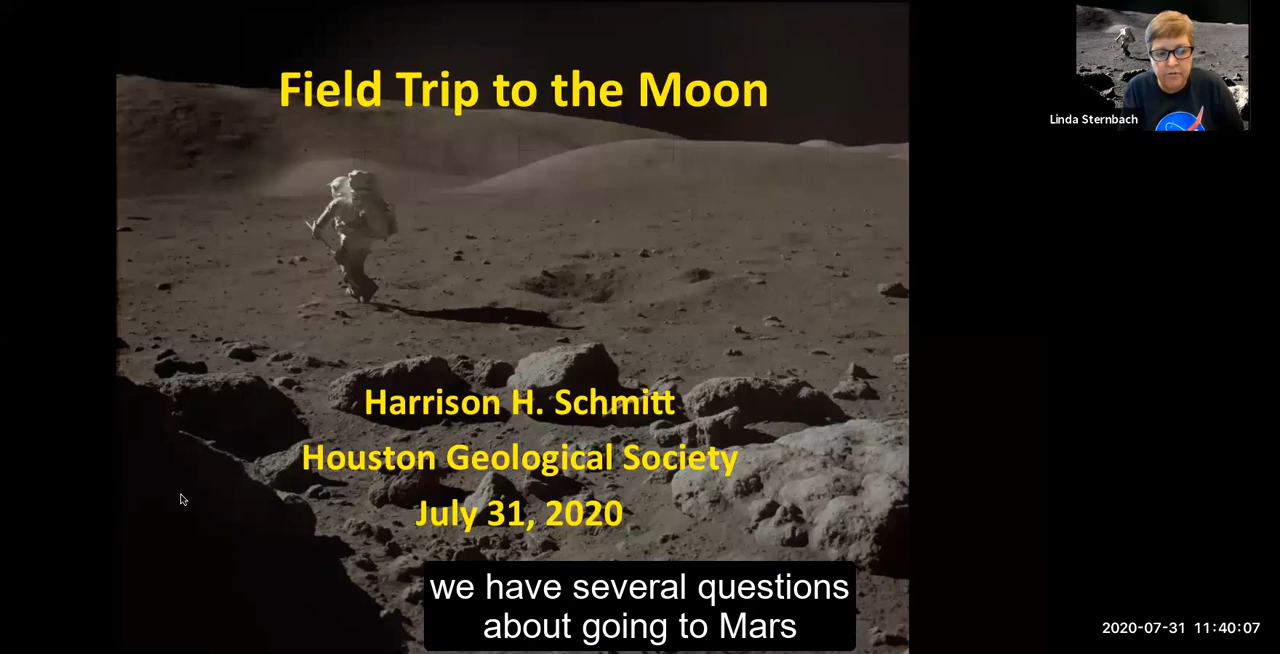 Field Trip to the Moon
Linda Sternbach
Harrison H. Schmitt
Houston Geological Society
July 31, 2020
we have several questions
about going to Mars
2020-07-31 11:40:07